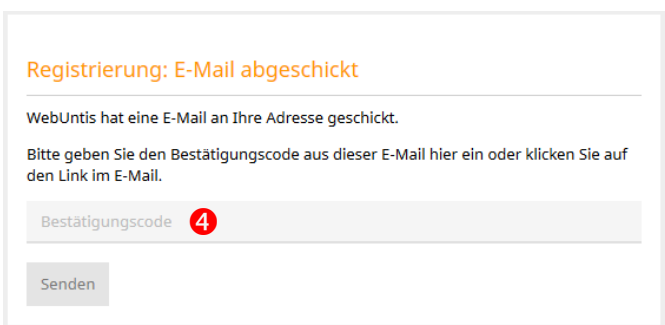 Registrierung: E-Mail abgeschickt
WebUntis hat eine E-Mail an Ihre Adresse geschickt.
Bitte geben Sie den Bestätigungscode aus dieser E-Mail hier ein oder klicken Sie auf
den Link im E-Mail.
Bestätigungscode 4
Senden